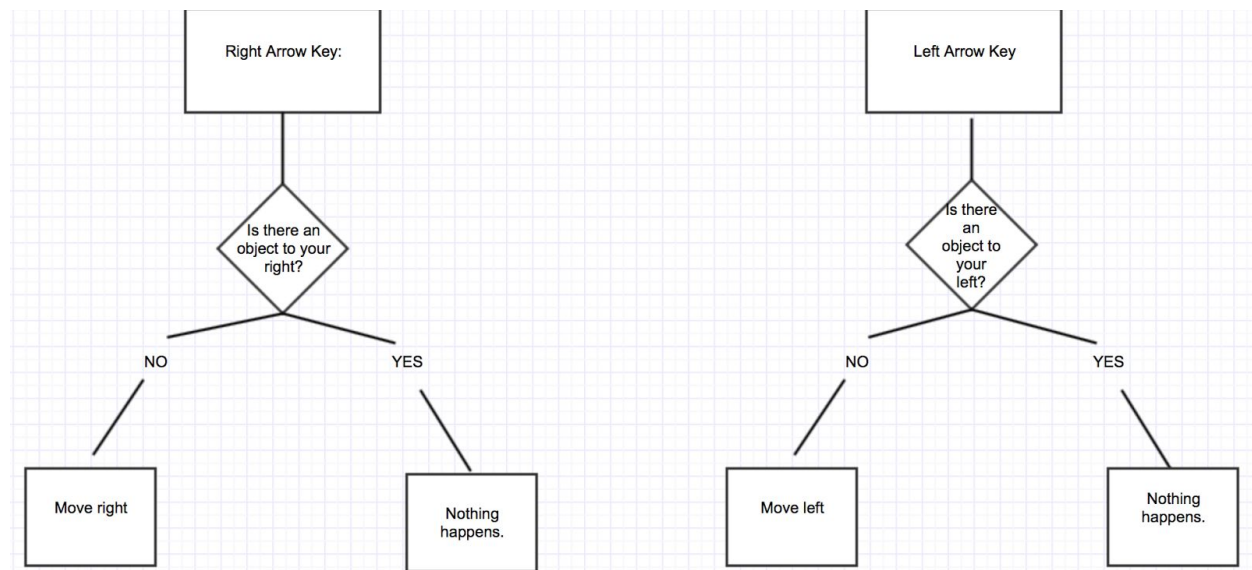 Right Arrow Key:
Is there an
object to your
right?
NO
YES
Move right
Nothing
happens.
Left Arrow Key
Is there
an
object to
your
left?
NO
YES
Move left
Nothing
happens.